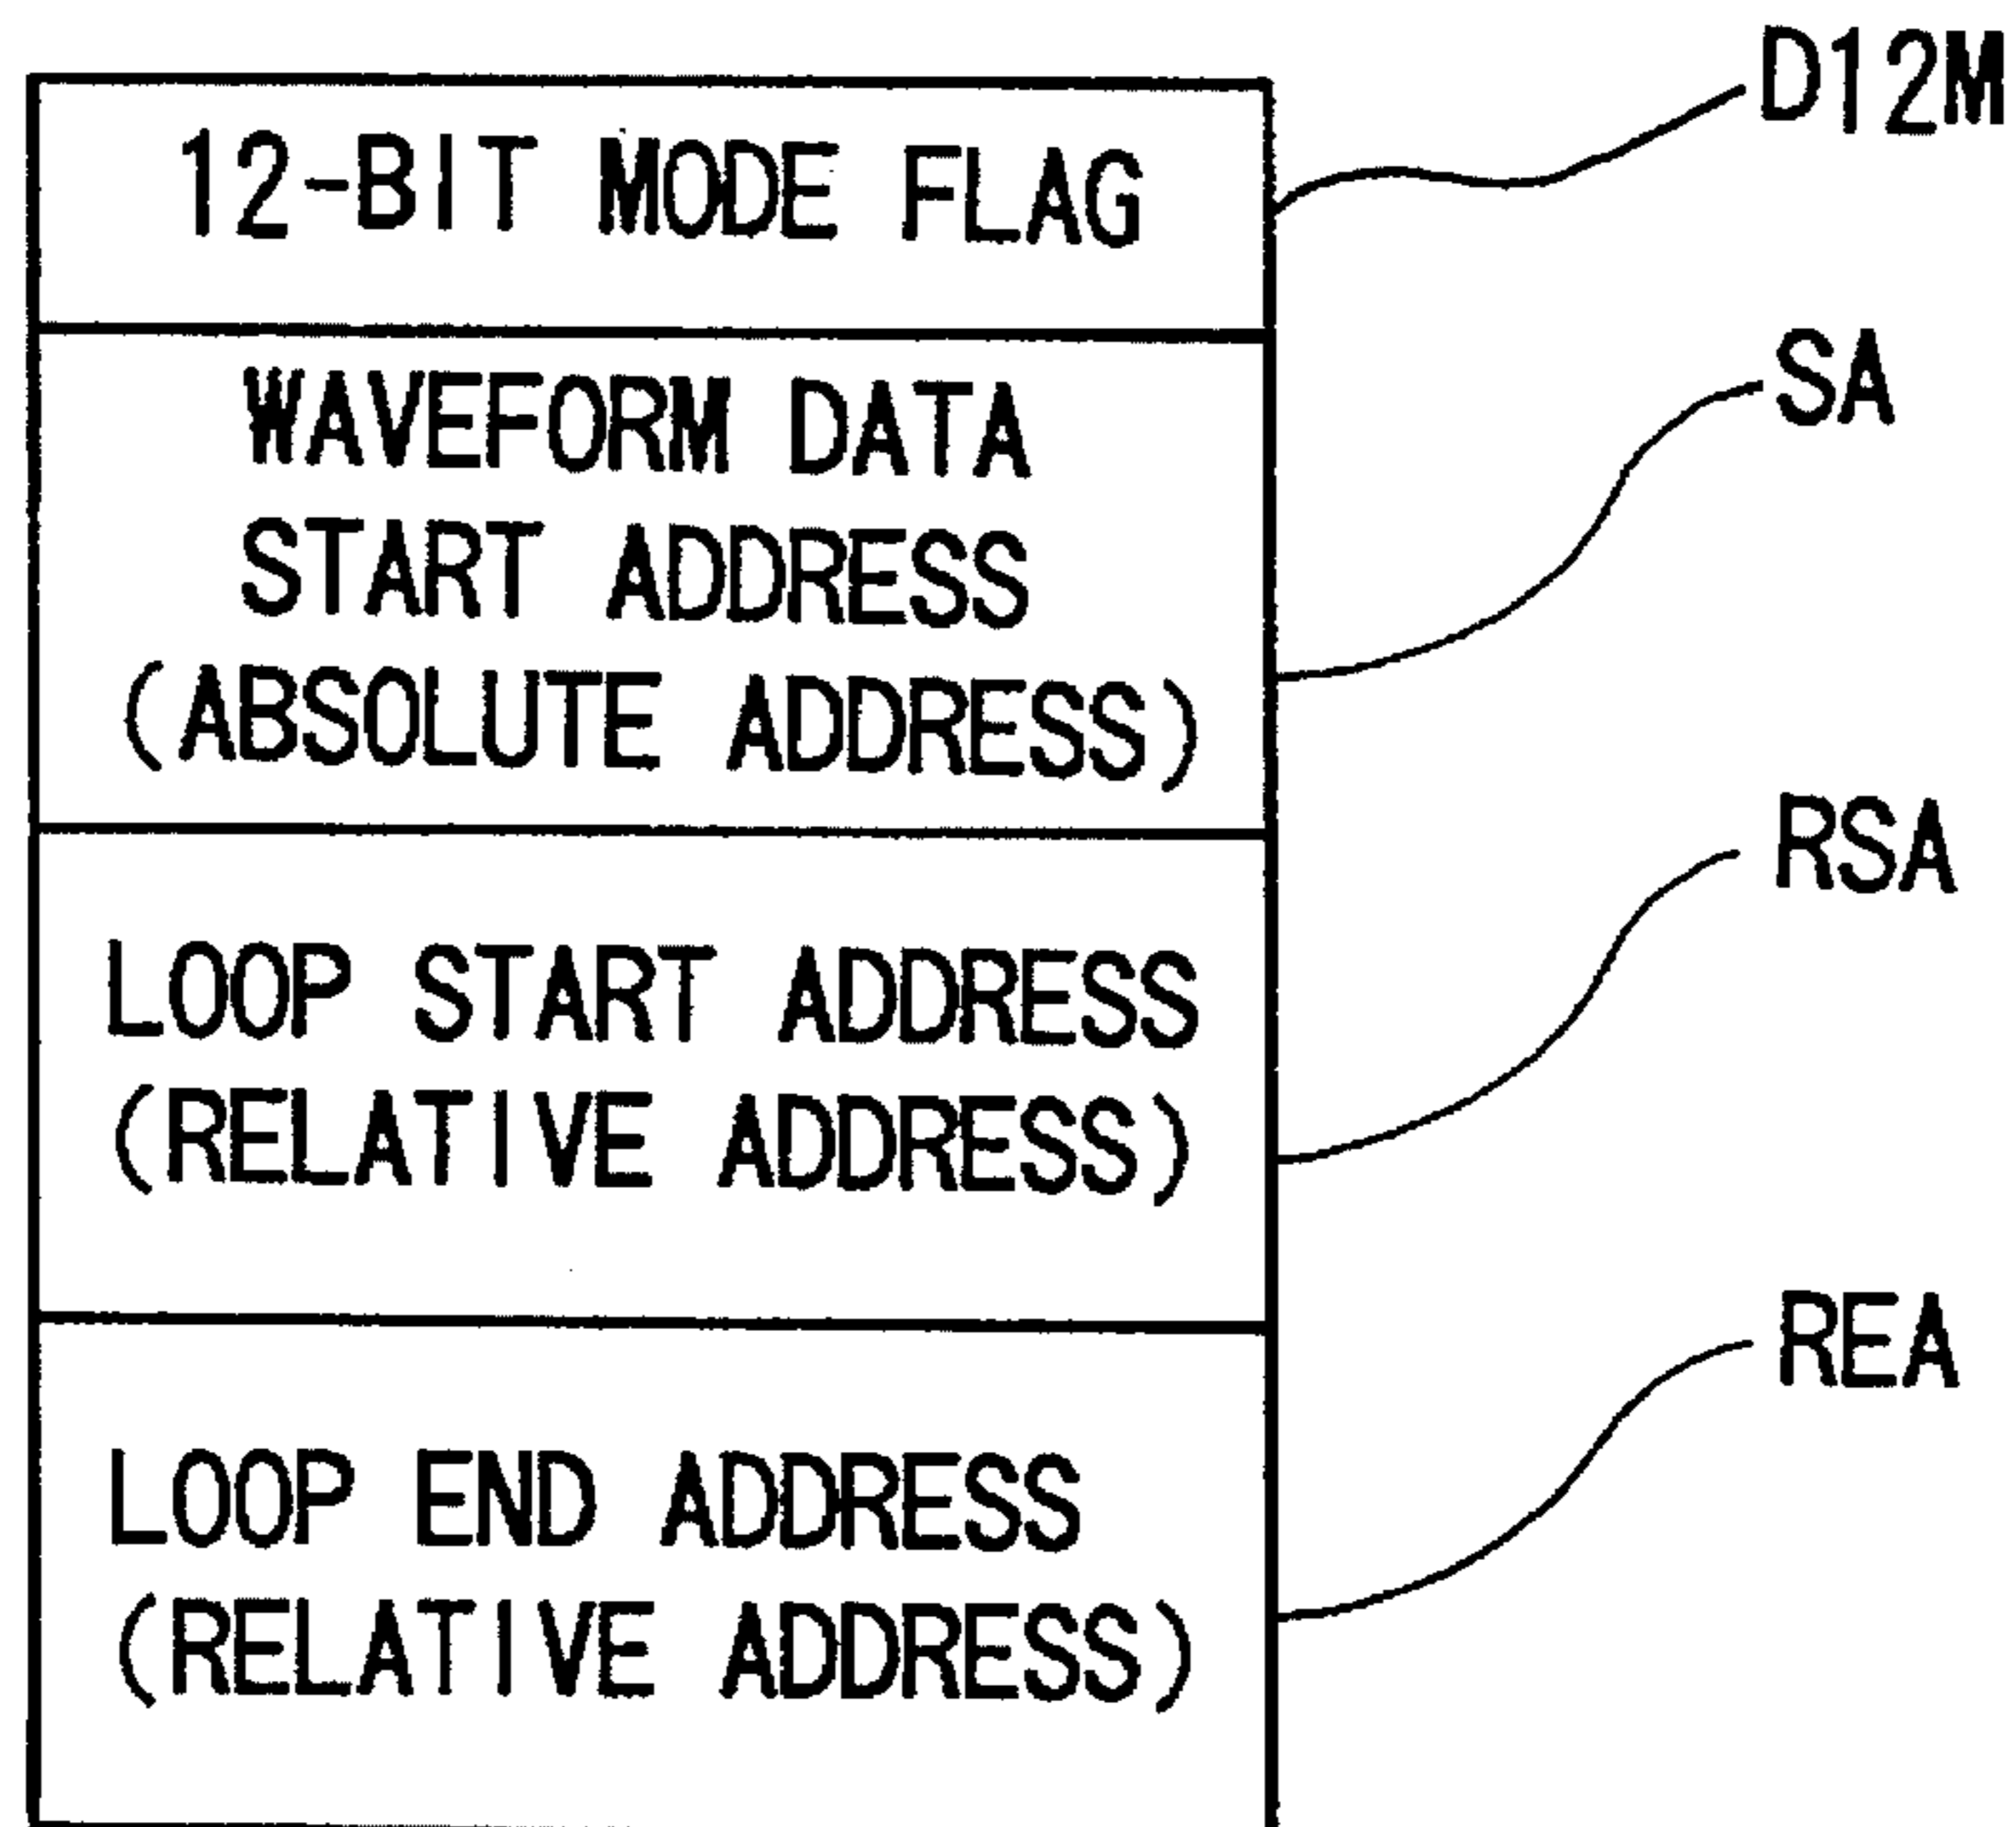 D12M
12-BIT MODE FLAG
SA
WAVEFORM DATA
START ADDRESS
(ABSOLUTE ADDRESS)
RSA
LOOP START ADDRESS
(RELATIVE ADDRESS)
REA
LOOP END ADDRESS
(RELATIVE ADDRESS)